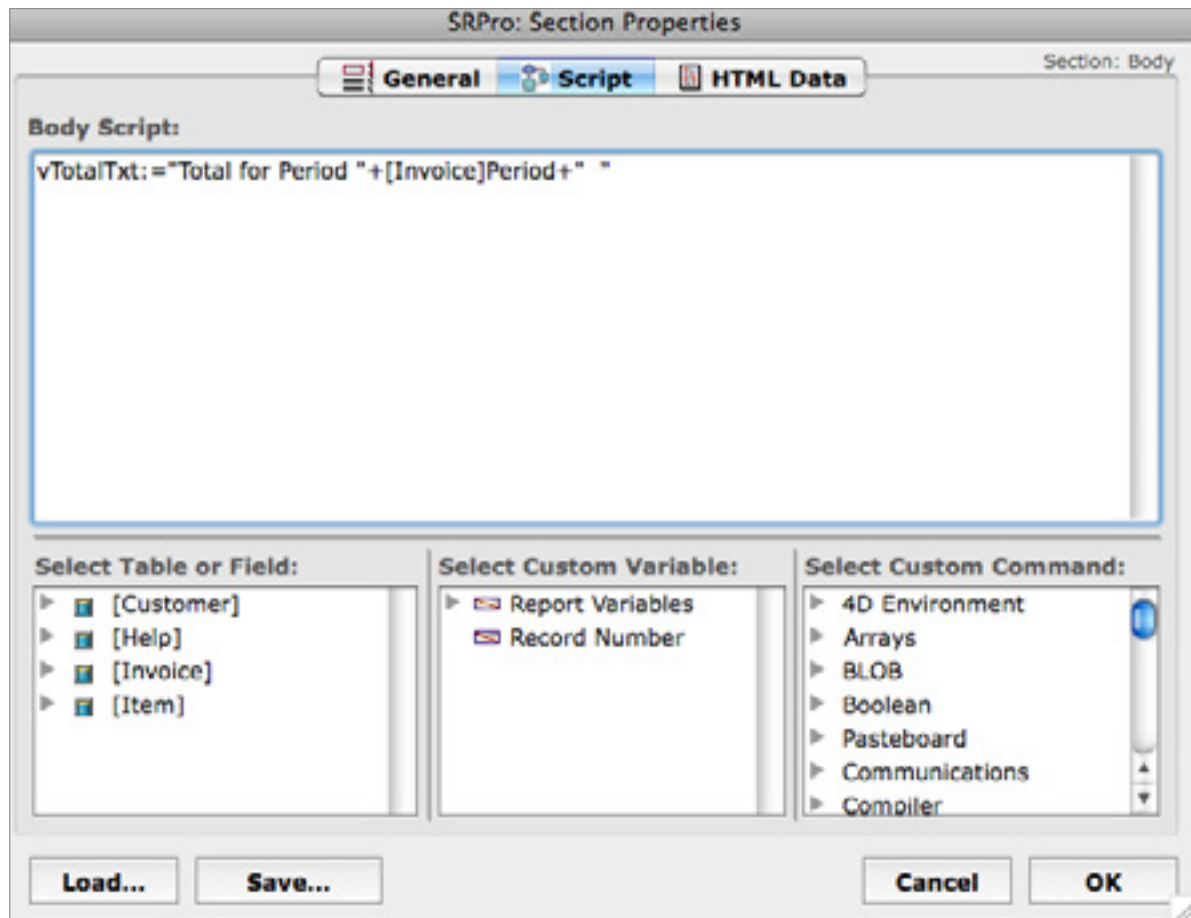 SRPro: Section Properties
Section: Body
General Script HTML Data
Body Script:
vTotalTxt:="Total for Period "+[Invoice]Period+"  "
Select Table or Field:
[Customer]
[Help]
[Invoice]
[Item]
Select Custom Variable:
Report Variables
Record Number
Select Custom Command:
4D Environment
Arrays
BLOB
Boolean
Pasteboard
Communications
Compiler
Load... Save... Cancel OK